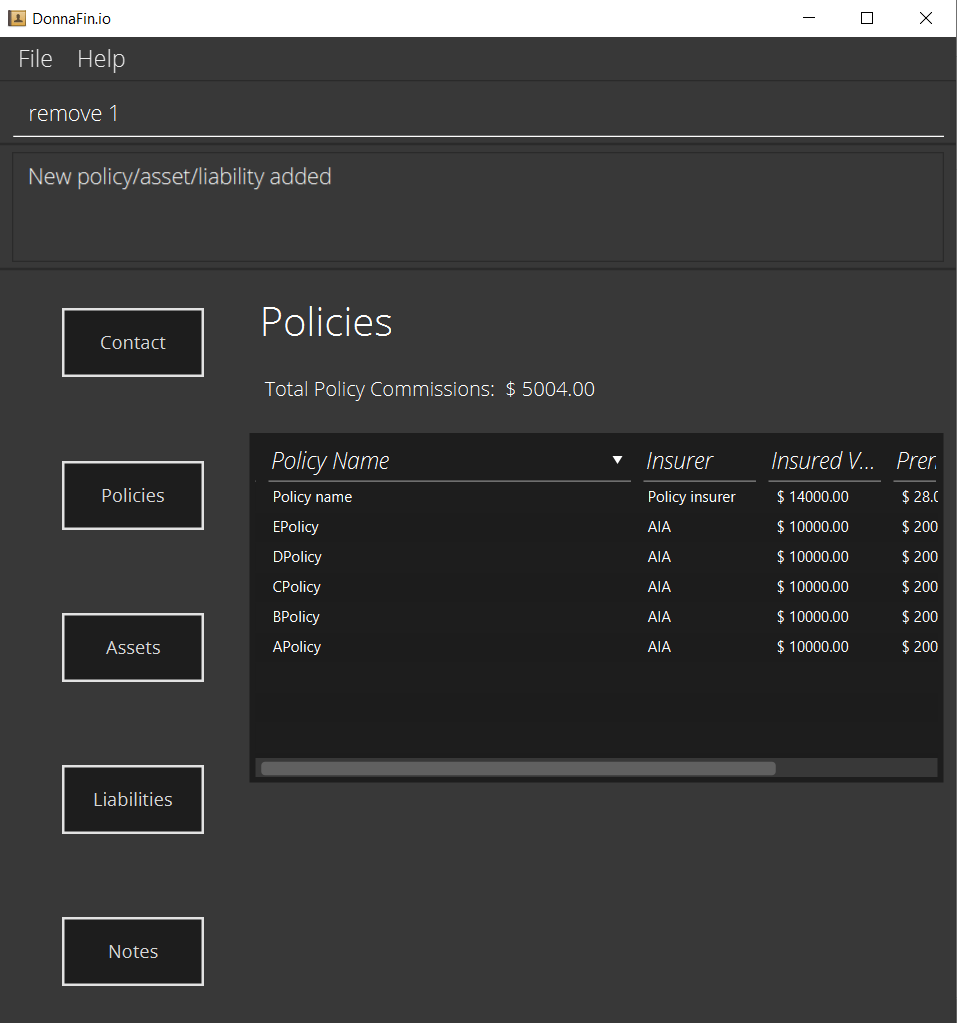 DonnaFin.io
File Help
remove 1
New policy/asset/liability added
Contact
Policies
Assets
Liabilities
Notes
Policies
Total Policy Commissions: $ 5004.00
Policy Name Insurer Insured V... Prer
Policy name Policy insurer $ 14000.00 $ 28.0
EPolicy AIA $ 10000.00 $ 200
DPolicy AIA $ 10000.00 $ 200
CPolicy AIA $ 10000.00 $ 200
BPolicy AIA $ 10000.00 $ 200
APolicy AIA $ 10000.00 $ 200